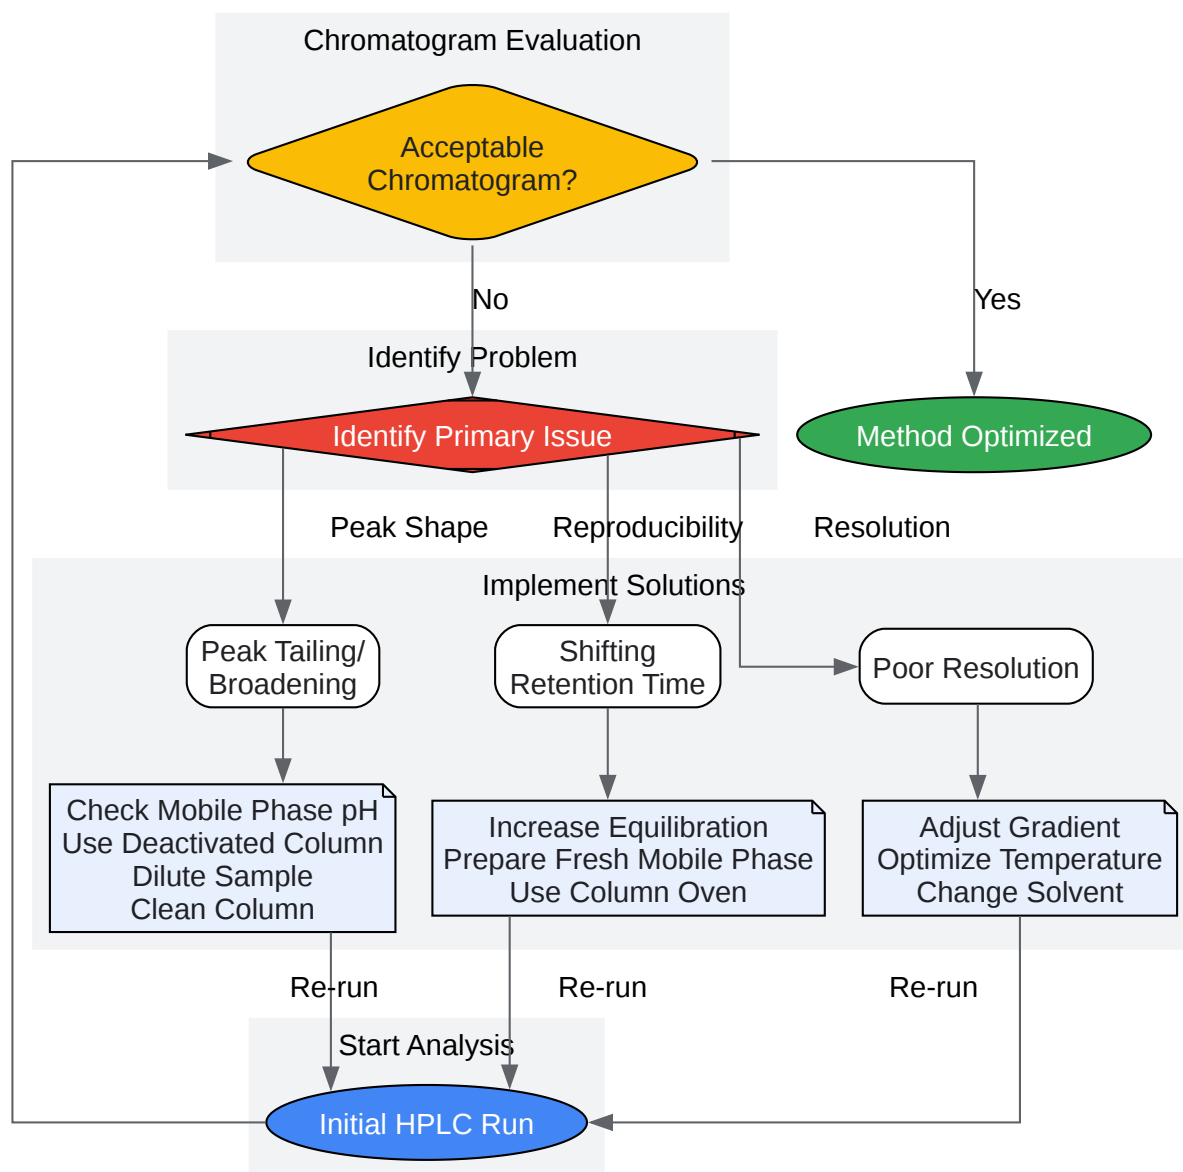 Chromatogram Evaluation
Acceptable
Chromatogram?
No
Yes
Identify Problem
Identify Primary Issue
Method Optimized
Peak Shape
Reproducibility
Resolution
Implement Solutions
Peak Tailing/
Broadening
Shifting
Retention Time
Poor Resolution
Check Mobile Phase pH
Use Deactivated Column
Dilute Sample
Clean Column
Increase Equilibration
Prepare Fresh Mobile Phase
Use Column Oven
Adjust Gradient
Optimize Temperature
Change Solvent
Re-run
Re-run
Re-run
Start Analysis
Initial HPLC Run